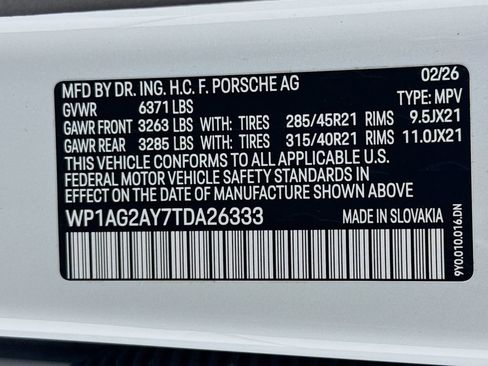 MFD BY DR. ING. H.C. F. PORSCHE AG 02/26
GVWR 6371 LBS TYPE: MPV
GAWR FRONT 3263 LBS WITH: TIRES 285/45R21 RIMS 9.5JX21
GAWR REAR 3285 LBS WITH: TIRES 315/40R21 RIMS 11.0JX21
THIS VEHICLE CONFORMS TO ALL APPLICABLE U.S.
FEDERAL MOTOR VEHICLE SAFETY STANDARDS IN
EFFECT ON THE DATE OF MANUFACTURE SHOWN ABOVE
WP1AG2AY7TDA26333 MADE IN SLOVAKIA
9Y0.010.016.DN